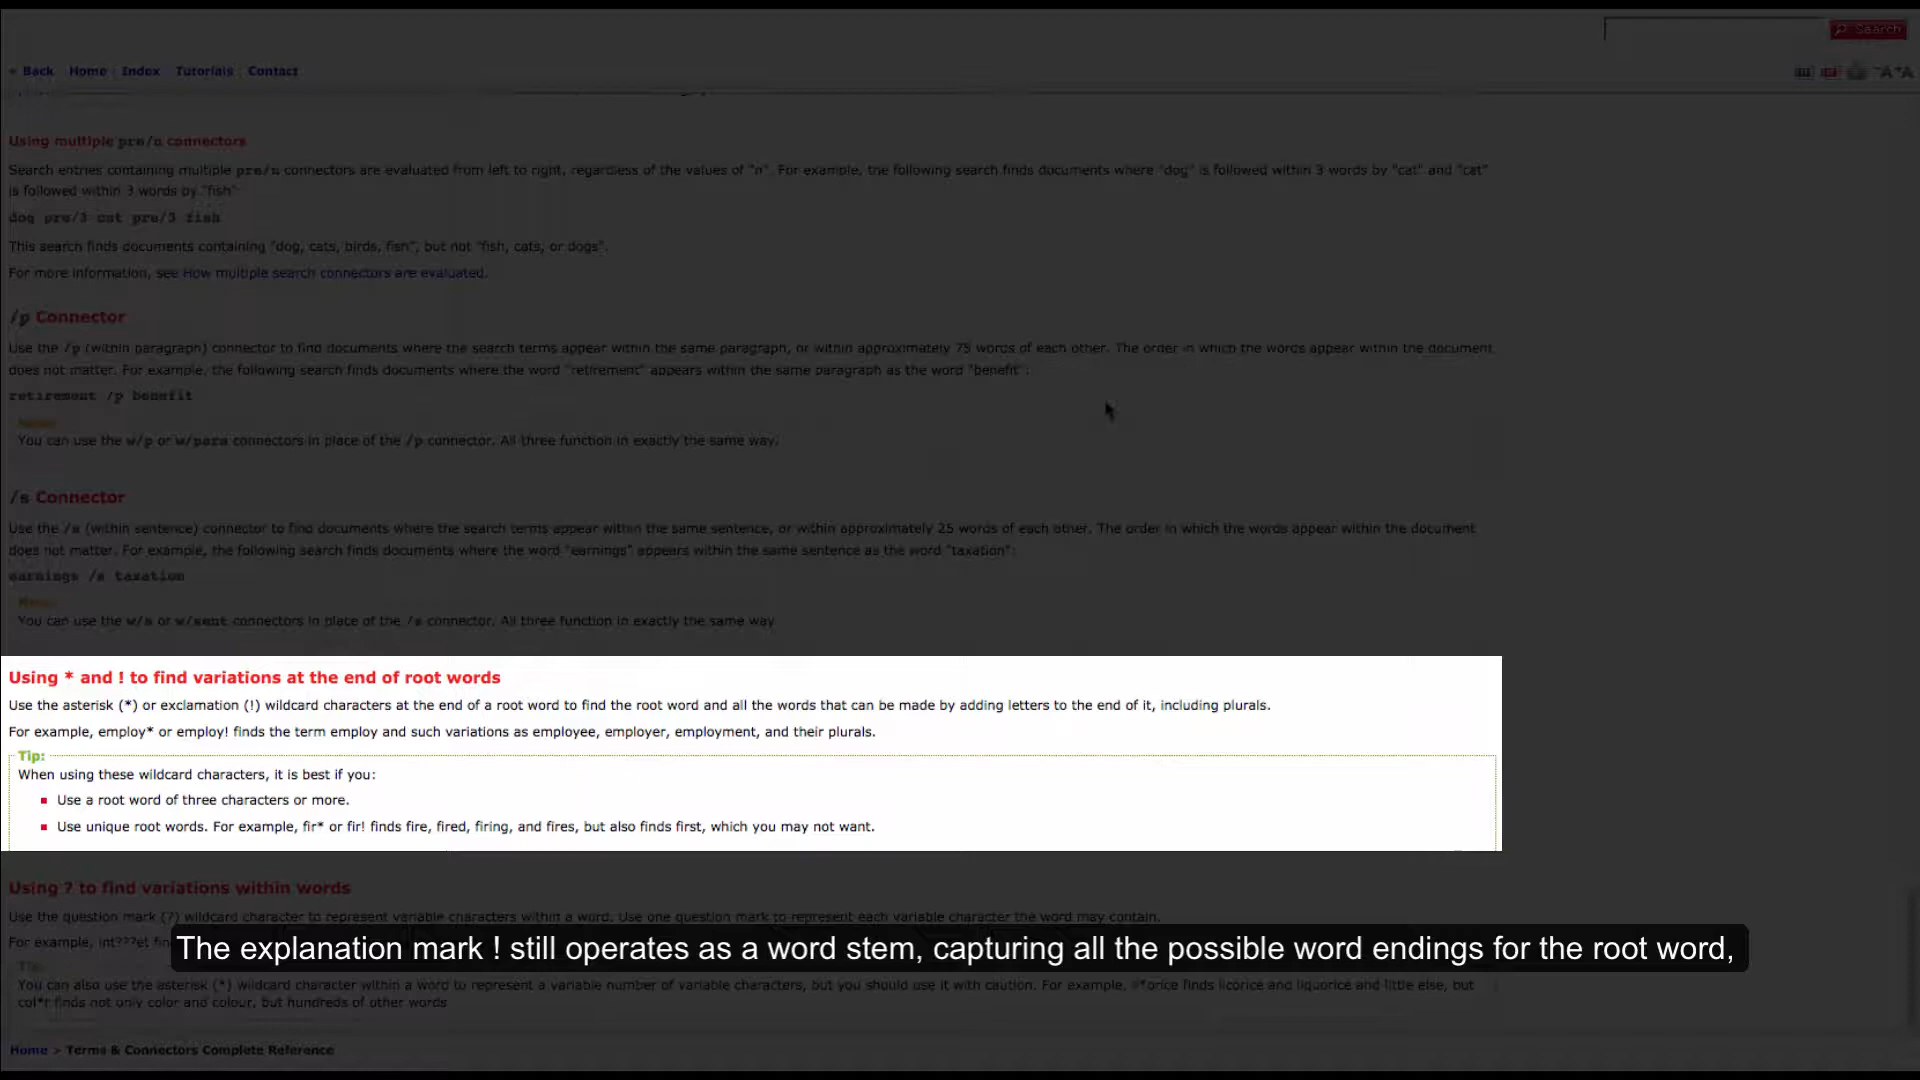 Search
« Back Home Index Tutorials Contact
-A +A
Using multiple pre/n connectors
Search entries containing multiple pre/n connectors are evaluated from left to right, regardless of the values of "n". For example, the following search finds documents where "dog" is followed within 3 words by "cat" and "cat"
is followed within 3 words by "fish"
dog pre/3 cat pre/3 fish
This search finds documents containing "dog, cats, birds, fish", but not "fish, cats, or dogs".
For more information, see How multiple search connectors are evaluated.
/p Connector
Use the /p (within paragraph) connector to find documents where the search terms appear within the same paragraph, or within approximately 75 words of each other. The order in which the words appear within the document
does not matter. For example, the following search finds documents where the word "retirement" appears within the same paragraph as the word "benefit":
retirement /p benefit
Note:
You can use the w/p or w/para connectors in place of the /p connector. All three function in exactly the same way.
/s Connector
Use the /s (within sentence) connector to find documents where the search terms appear within the same sentence, or within approximately 25 words of each other. The order in which the words appear within the document
does not matter. For example, the following search finds documents where the word "earnings" appears within the same sentence as the word "taxation":
earnings /s taxation
Note:
You can use the w/s or w/sent connectors in place of the /s connector. All three function in exactly the same way
Using * and ! to find variations at the end of root words
Use the asterisk (*) or exclamation (!) wildcard characters at the end of a root word to find the root word and all the words that can be made by adding letters to the end of it, including plurals.
For example, employ* or employ! finds the term employ and such variations as employee, employer, employment, and their plurals.
Tip:
When using these wildcard characters, it is best if you:
Use a root word of three characters or more.
Use unique root words. For example, fir* or fir! finds fire, fired, firing, and fires, but also finds first, which you may not want.
Using ? to find variations within words
Use the question mark (?) wildcard character to represent variable characters within a word. Use one question mark to represent each variable character the word may contain.
For example, int???et
The explanation mark ! still operates as a word stem, capturing all the possible word endings for the root word,
Tip:
You can also use the asterisk (*) wildcard character within a word to represent a variable number of variable characters, but you should use it with caution. For example, *orice finds licorice and liquorice and little else, but
col*r finds not only color and colour, but hundreds of other words
Home > Terms & Connectors Complete Reference